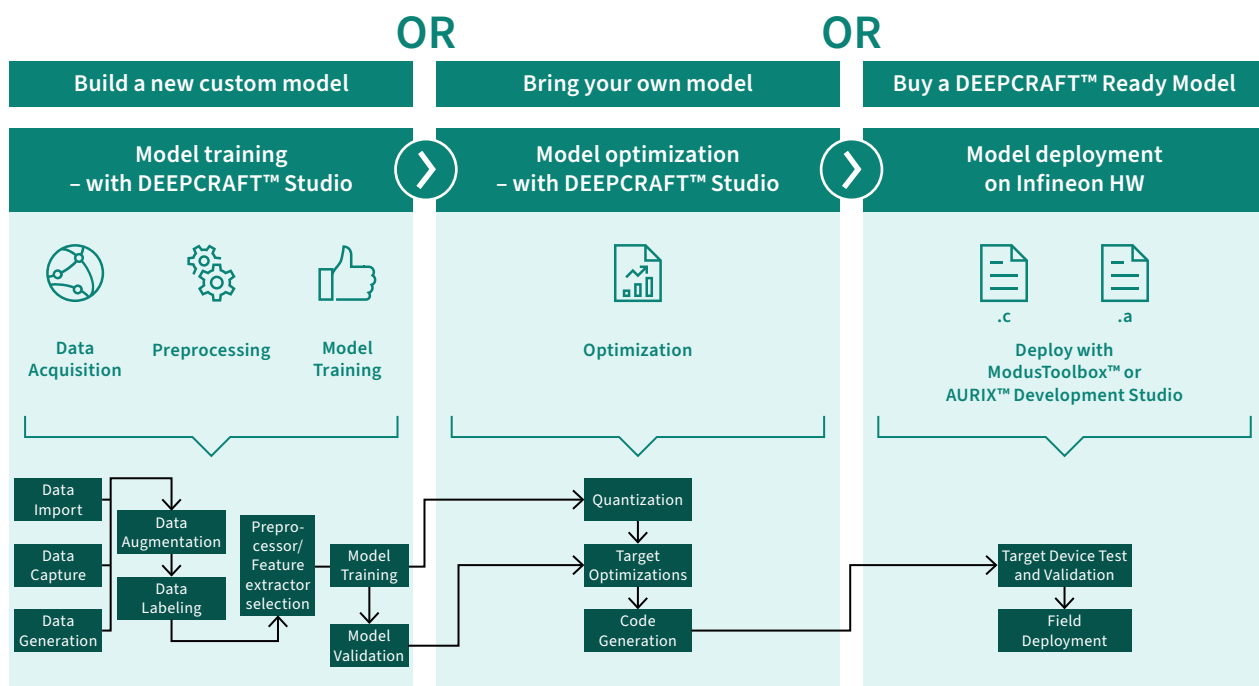 OR
OR
Build a new custom model
Bring your own model
Buy a DEEPCRAFT™ Ready Model
Model training
– with DEEPCRAFT™ Studio
Model optimization
– with DEEPCRAFT™ Studio
Model deployment
on Infineon HW
Data
Acquisition
Preprocessing
Model
Training
Optimization
.c
.a
Deploy with
ModusToolbox™ or
AURIX™ Development Studio
Data
Import
Data
Capture
Data
Generation
Data
Augmentation
Data
Labeling
Prepro-
cessor/
Feature
extractor
selection
Model
Training
Model
Validation
Quantization
Target
Optimizations
Code
Generation
Target Device Test
and Validation
Field
Deployment